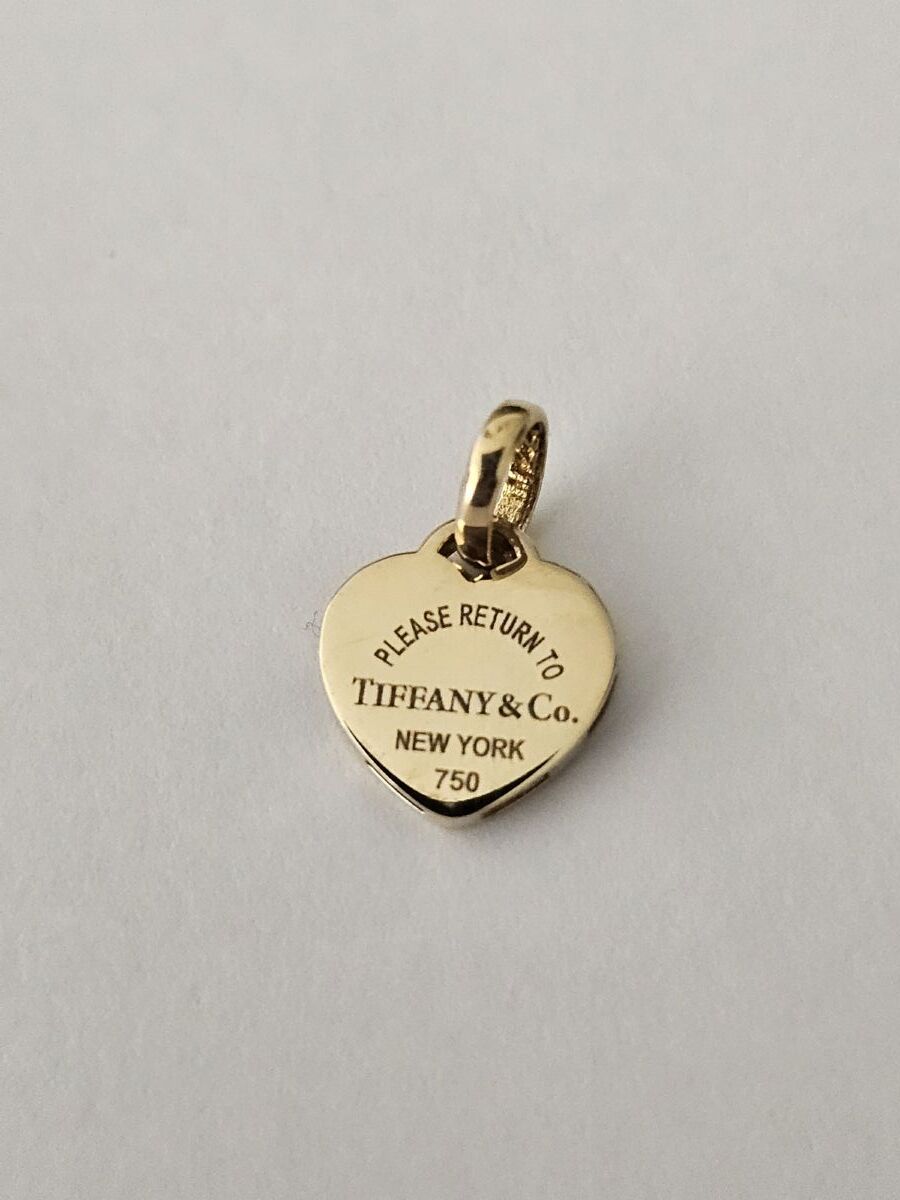 PLEASE RETURN TO
TIFFANY & CO.
NEW YORK
750